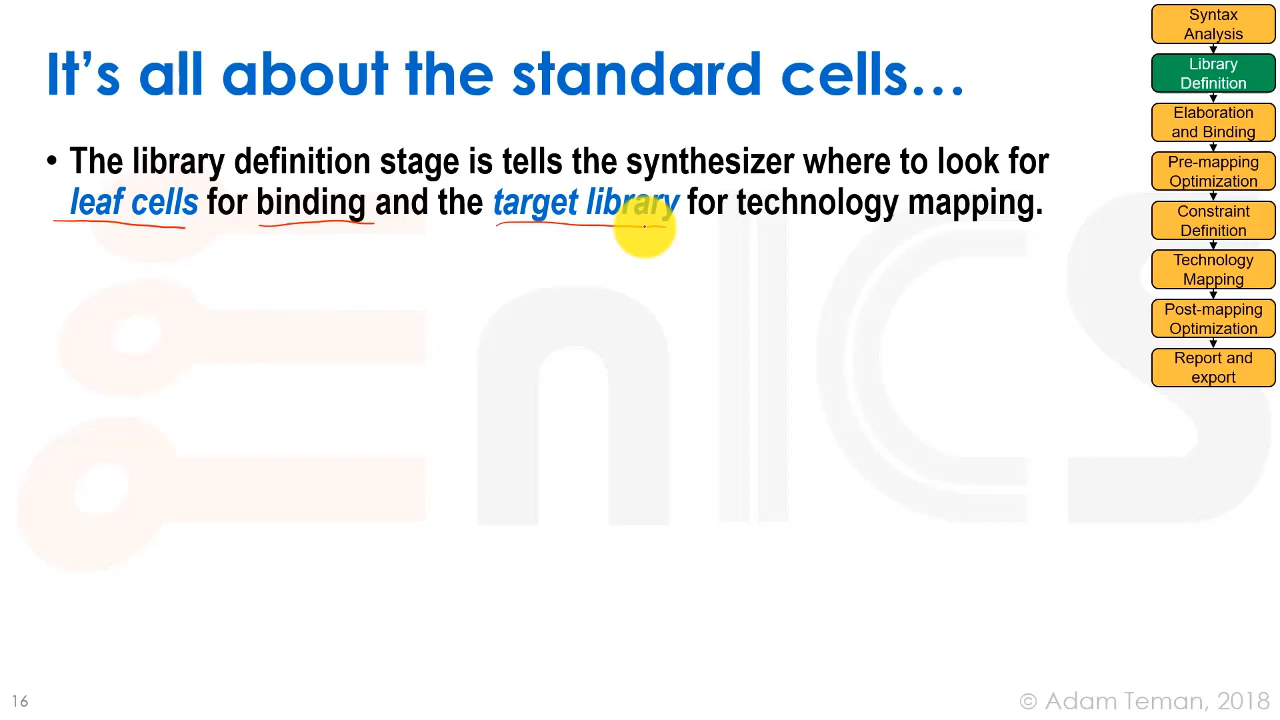 It's all about the standard cells…
• The library definition stage is tells the synthesizer where to look for
leaf cells for binding and the target library for technology mapping.
Syntax
Analysis
Library
Definition
Elaboration
and Binding
Pre-mapping
Optimization
Constraint
Definition
Technology
Mapping
Post-mapping
Optimization
Report and
export
EnICS
16
© Adam Teman, 2018